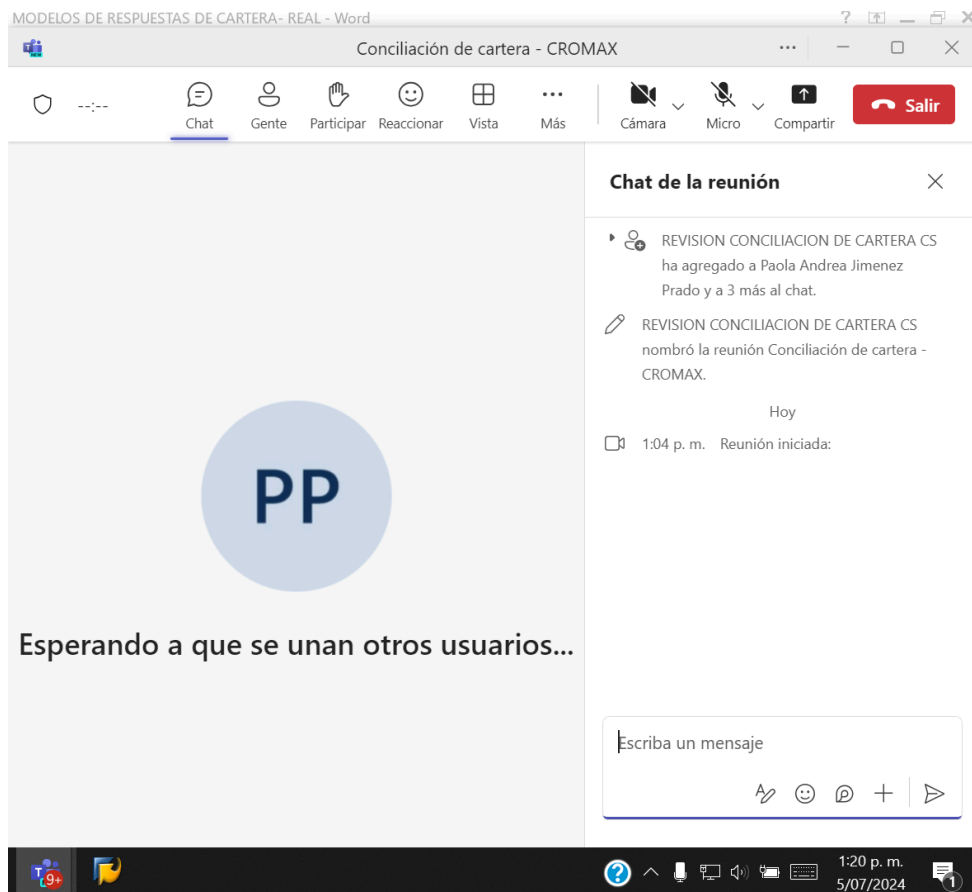 MODELOS DE RESPUESTAS DE CARTERA- REAL - Word
Conciliación de cartera - CROMAX
NEW
--:--
Chat
Gente
Participar
Reaccionar
Vista
Más
Cámara
Micro
Compartir
Salir
Chat de la reunión
REVISION CONCILIACION DE CARTERA CS
ha agregado a Paola Andrea Jimenez
Prado y a 3 más al chat.
REVISION CONCILIACION DE CARTERA CS
nombró la reunión Conciliación de cartera -
CROMAX.
Hoy
1:04 p. m. Reunión iniciada:
PP
Esperando a que se unan otros usuarios...
Escriba un mensaje
T
9+
1:20 p. m.
5/07/2024
1